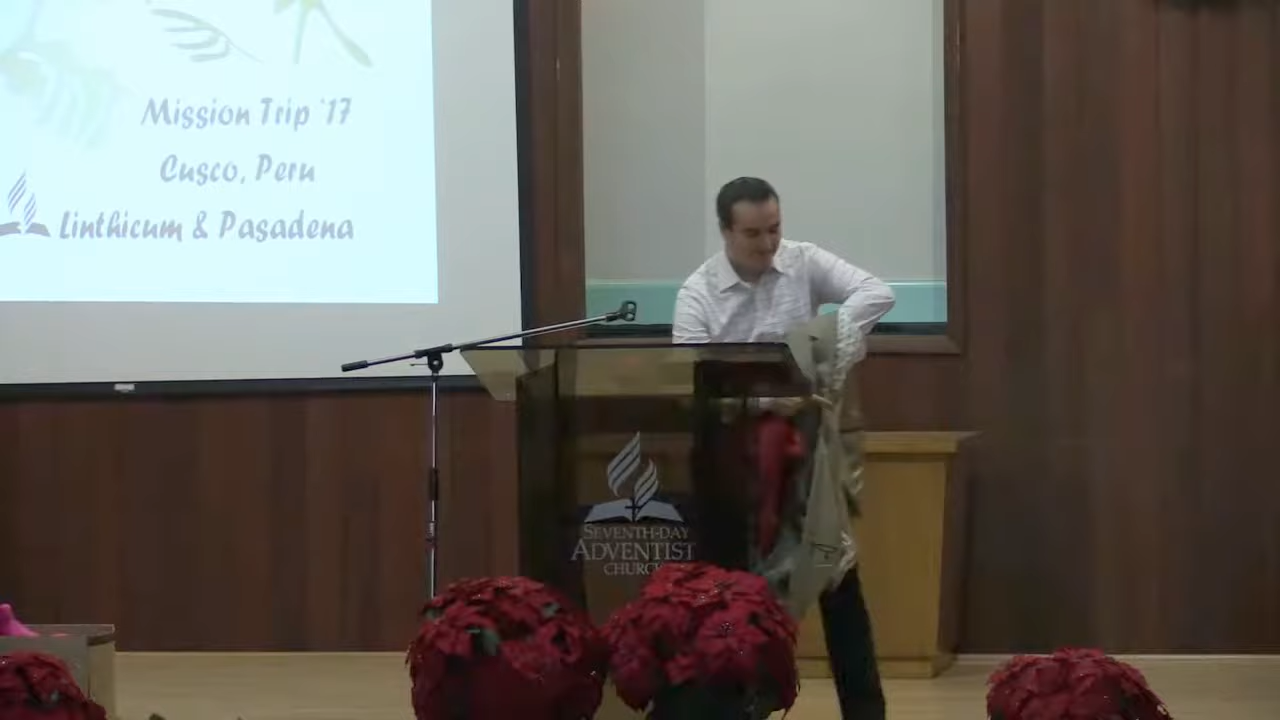 Mission Trip '17
Cusco, Peru
Linthicum & Pasadena
SEVENTH-DAY
ADVENTIST
CHURCH